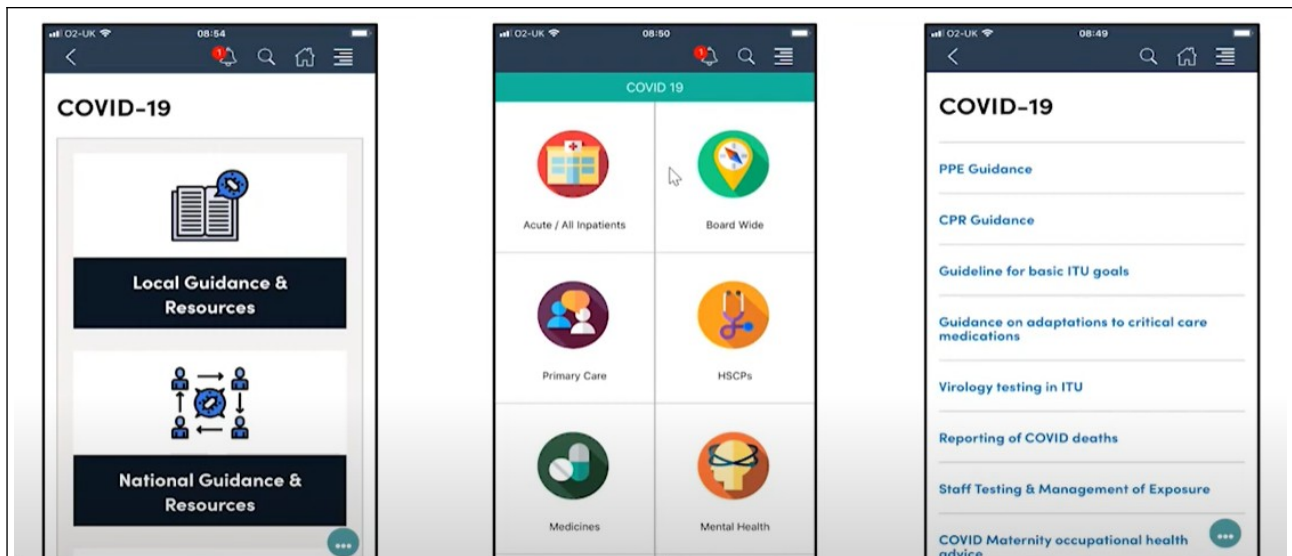 O2-UK 08:54
1
COVID-19
Local Guidance &
Resources
National Guidance &
Resources
O2-UK 08:50
1
COVID 19
Acute / All Inpatients
Board Wide
Primary Care
HSCPs
Medicines
Mental Health
O2-UK 08:49
COVID-19
PPE Guidance
CPR Guidance
Guideline for basic ITU goals
Guidance on adaptations to critical care
medications
Virology testing in ITU
Reporting of COVID deaths
Staff Testing & Management of Exposure
COVID Maternity occupational health
advice